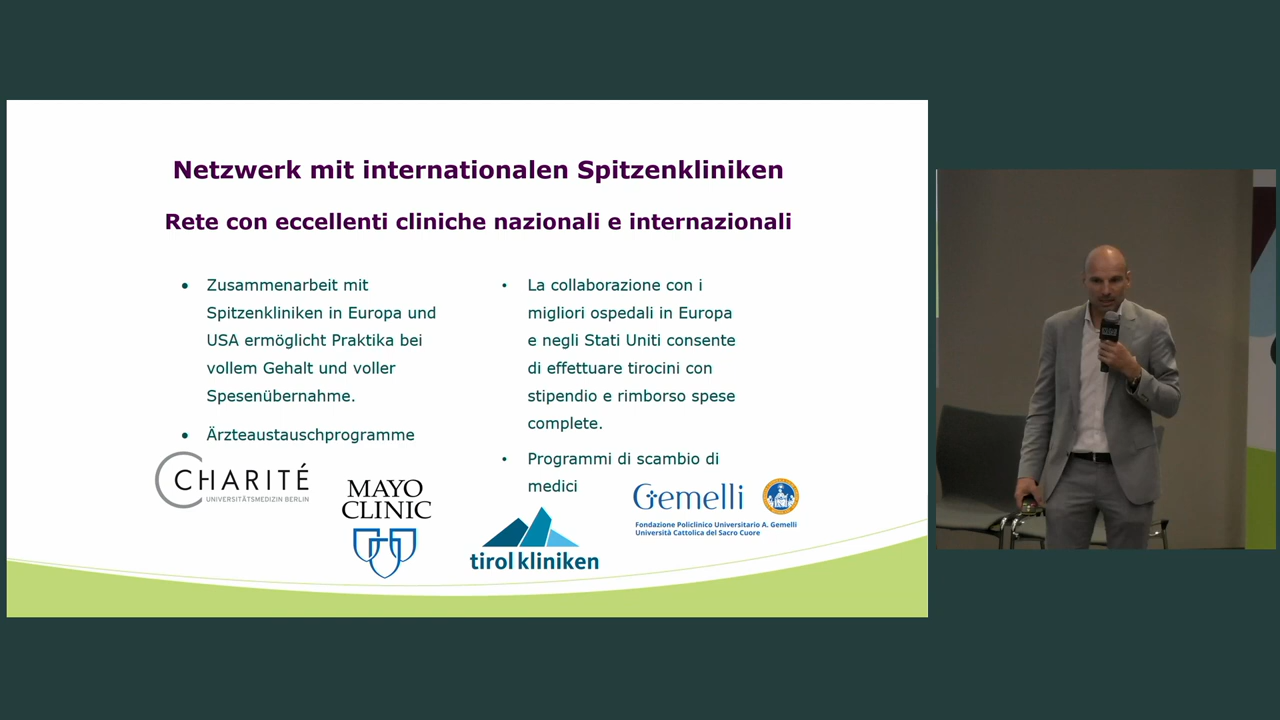 Netzwerk mit internationalen Spitzenkliniken
Rete con eccellenti cliniche nazionali e internazionali
• Zusammenarbeit mit
Spitzenkliniken in Europa und
USA ermöglicht Praktika bei
vollem Gehalt und voller
Spesenübernahme.
• Ärzteaustauschprogramme
• La collaborazione con i
migliori ospedali in Europa
e negli Stati Uniti consente
di effettuare tirocini con
stipendio e rimborso spese
complete.
• Programmi di scambio di
medici
CHARITÉ
UNIVERSITÄTSMEDIZIN BERLIN
MAYO
CLINIC
tirol kliniken
Gemelli
Fondazione Policlinico Universitario A. Gemelli
Università Cattolica del Sacro Cuore